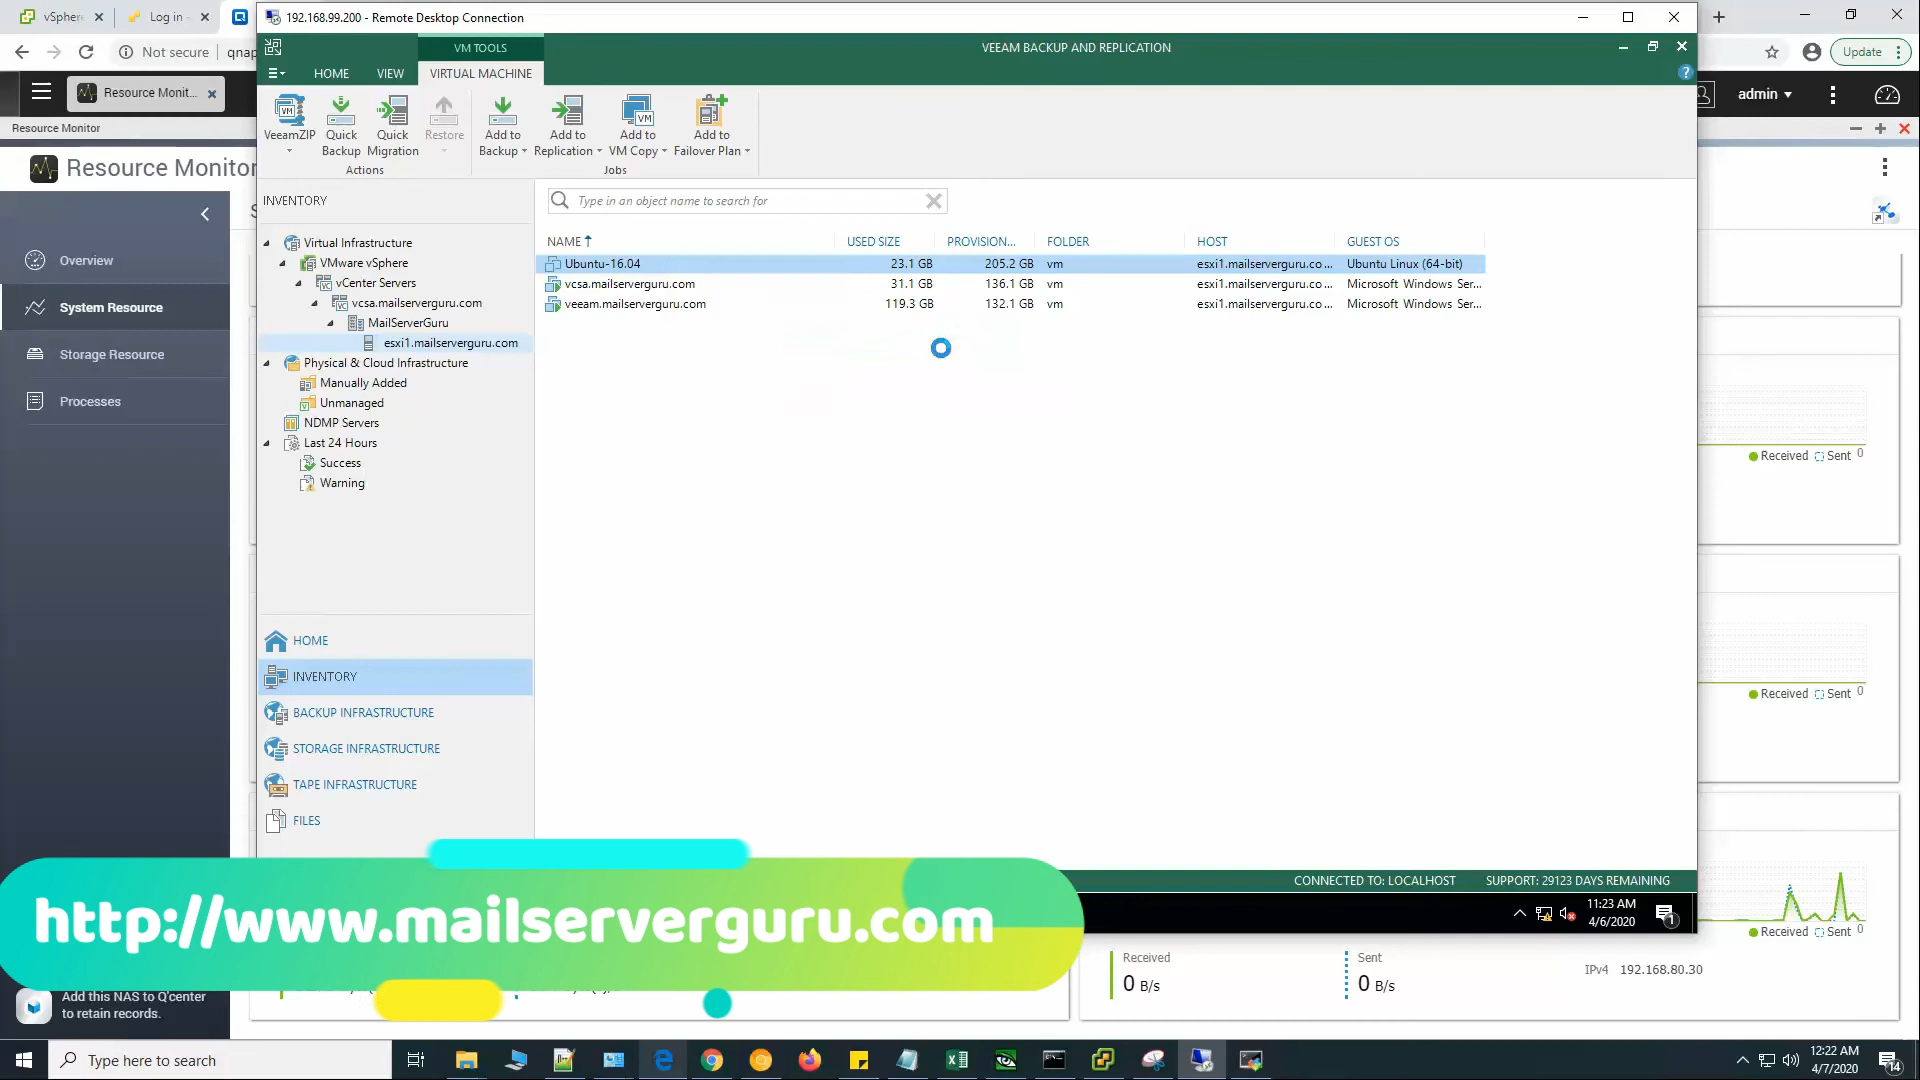 vSphere
Log in -
192.168.99.200 - Remote Desktop Connection
Not secure
qnap
Update
VM TOOLS
VEEAM BACKUP AND REPLICATION
HOME
VIEW
VIRTUAL MACHINE
Resource Monit...
admin
VeeamZIP
Quick Backup
Quick Migration
Restore
Add to Backup
Add to Replication
Add to VM Copy
Add to Failover Plan
Actions
Jobs
Resource Monitor
Resource Monitor
Overview
System Resource
Storage Resource
Processes
INVENTORY
Type in an object name to search for
Virtual Infrastructure
VMware vSphere
vCenter Servers
vcsa.mailserverguru.com
MailServerGuru
esxi1.mailserverguru.com
Physical & Cloud Infrastructure
Manually Added
Unmanaged
NDMP Servers
Last 24 Hours
Success
Warning
NAME USED SIZE PROVISION... FOLDER HOST GUEST OS
Ubuntu-16.04 23.1 GB 205.2 GB vm esxi1.mailserverguru.co... Ubuntu Linux (64-bit)
vcsa.mailserverguru.com 31.1 GB 136.1 GB vm esxi1.mailserverguru.co... Microsoft Windows Ser...
veeam.mailserverguru.com 119.3 GB 132.1 GB vm esxi1.mailserverguru.co... Microsoft Windows Ser...
HOME
INVENTORY
BACKUP INFRASTRUCTURE
STORAGE INFRASTRUCTURE
TAPE INFRASTRUCTURE
FILES
Received Sent 0
Received Sent 0
Received Sent 0
CONNECTED TO: LOCALHOST
SUPPORT: 29123 DAYS REMAINING
11:23 AM
4/6/2020
1
http://www.mailserverguru.com
Received
0 B/s
Sent
0 B/s
IPv4 192.168.80.30
Add this NAS to Q'center
to retain records.
Type here to search
12:22 AM
4/7/2020
14